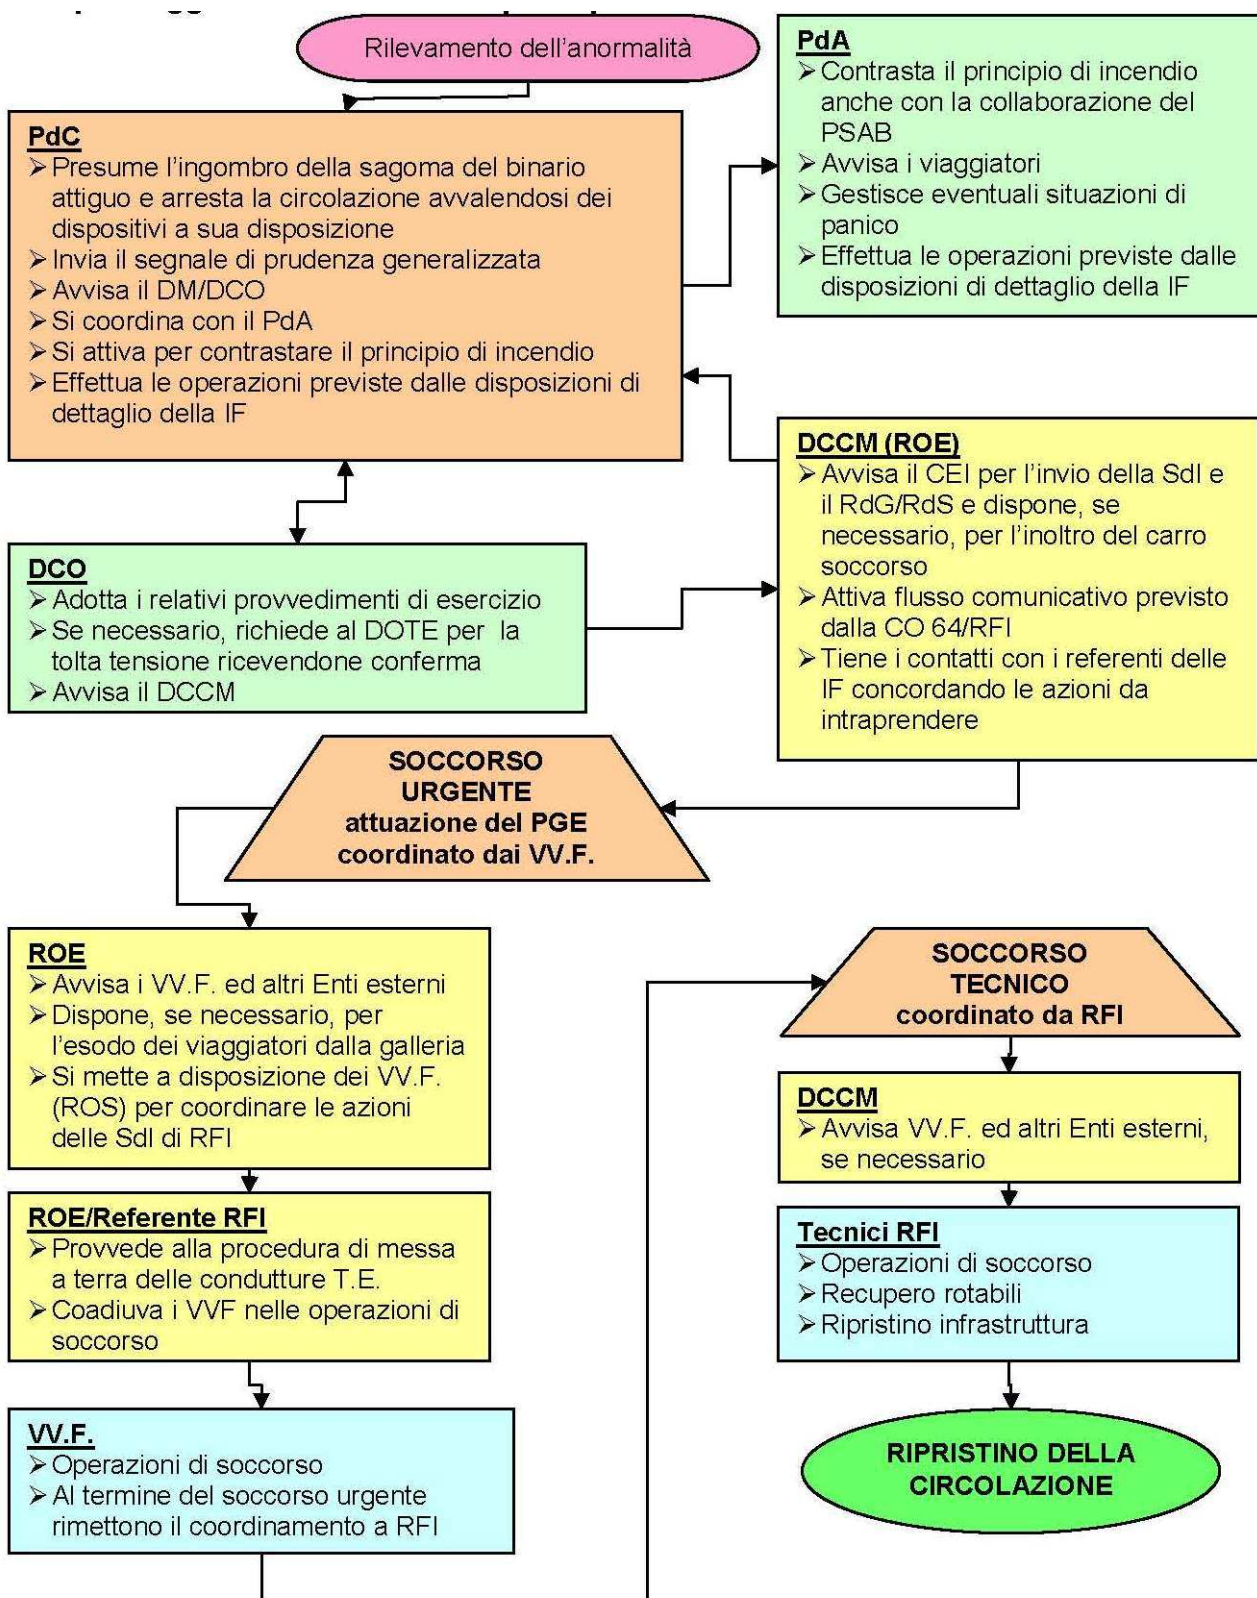 Rilevamento dell'anormalità
PdC
➢ Presume l'ingombro della sagoma del binario
attiguo e arresta la circolazione avvalendosi dei
dispositivi a sua disposizione
➢ Invia il segnale di prudenza generalizzata
➢ Avvisa il DM/DCO
➢ Si coordina con il PdA
➢ Si attiva per contrastare il principio di incendio
➢ Effettua le operazioni previste dalle disposizioni di
dettaglio della IF
PdA
➢ Contrasta il principio di incendio
anche con la collaborazione del
PSAB
➢ Avvisa i viaggiatori
➢ Gestisce eventuali situazioni di
panico
➢ Effettua le operazioni previste dalle
disposizioni di dettaglio della IF
DCO
➢ Adotta i relativi provvedimenti di esercizio
➢ Se necessario, richiede al DOTE per la
tolta tensione ricevendone conferma
➢ Avvisa il DCCM
DCCM (ROE)
➢ Avvisa il CEI per l'invio della SdI e
il RdG/RdS e dispone, se
necessario, per l'inoltro del carro
soccorso
➢ Attiva flusso comunicativo previsto
dalla CO 64/RFI
➢ Tiene i contatti con i referenti delle
IF concordando le azioni da
intraprendere
SOCCORSO
URGENTE
attuazione del PGE
coordinato dai VV.F.
ROE
➢ Avvisa i VV.F. ed altri Enti esterni
➢ Dispone, se necessario, per
l'esodo dei viaggiatori dalla galleria
➢ Si mette a disposizione dei VV.F.
(ROS) per coordinare le azioni
delle SdI di RFI
ROE/Referente RFI
➢ Provvede alla procedura di messa
a terra delle condutture T.E.
➢ Coadiuva i VVF nelle operazioni di
soccorso
VV.F.
➢ Operazioni di soccorso
➢ Al termine del soccorso urgente
rimettono il coordinamento a RFI
SOCCORSO
TECNICO
coordinato da RFI
DCCM
➢ Avvisa VV.F. ed altri Enti esterni,
se necessario
Tecnici RFI
➢ Operazioni di soccorso
➢ Recupero rotabili
➢ Ripristino infrastruttura
RIPRISTINO DELLA
CIRCOLAZIONE